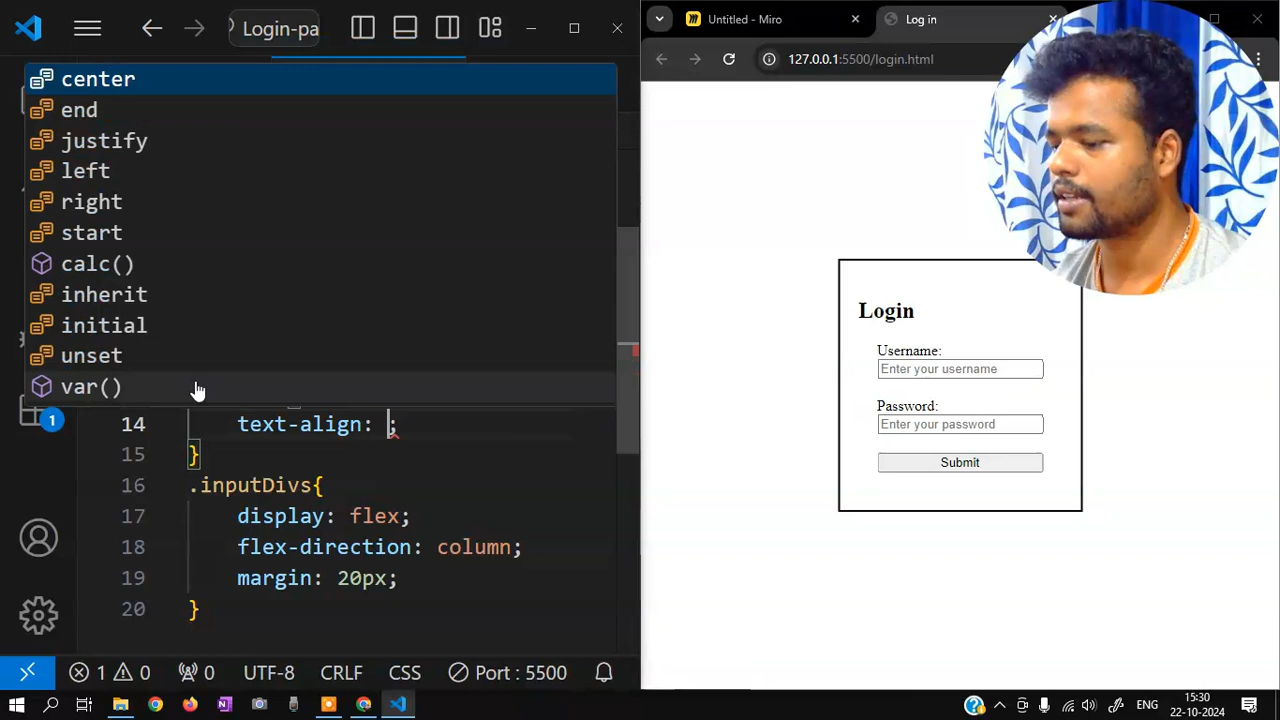 Login-pa
center
end
justify
left
right
start
calc()
inherit
initial
unset
var()
1
14 text-align: ;
15 }
16 .inputDivs{
17 display: flex;
18 flex-direction: column;
19 margin: 20px;
20 }
1 0 0 UTF-8 CRLF CSS Port : 5500
Untitled - Miro
Log in
127.0.0.1:5500/login.html
Login
Username:
Enter your username
Password:
Enter your password
Submit
ENG
15:30
22-10-2024